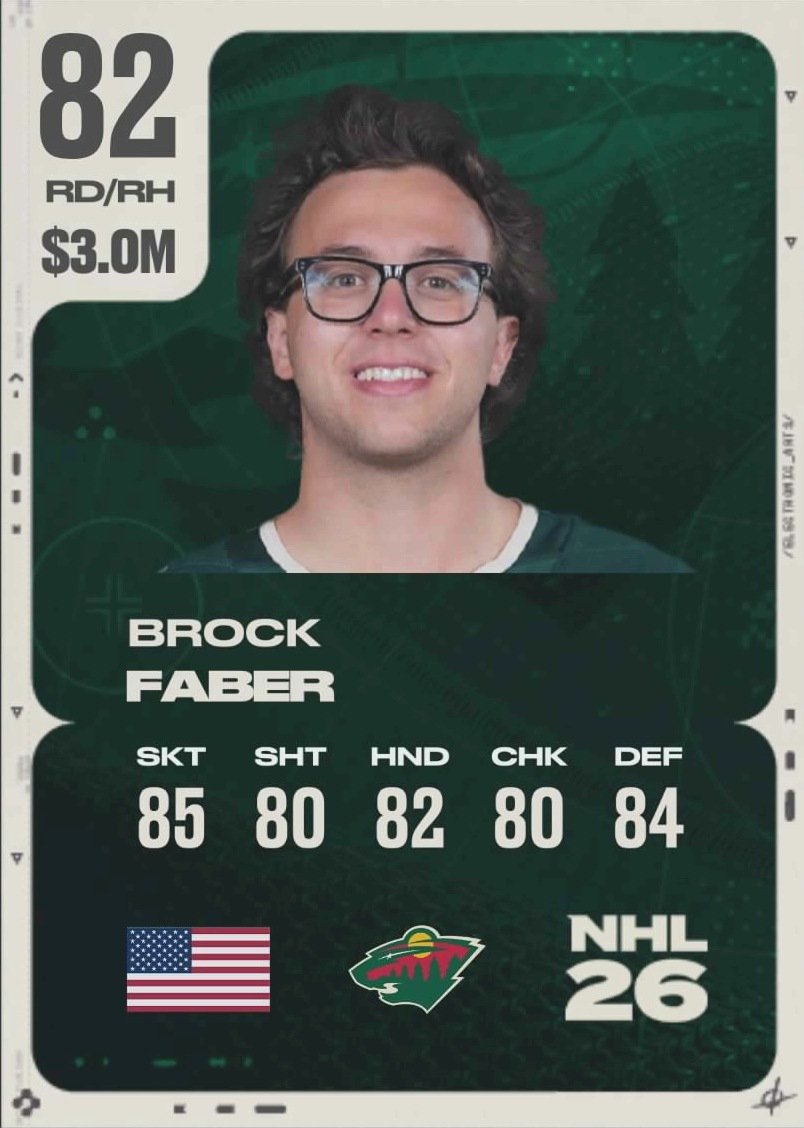 82
RD/RH
$3.0M
BROCK
FABER
SKT SHT HND CHK DEF
85 80 82 80 84
NHL
26
/ELECTRONIC_ARTS/